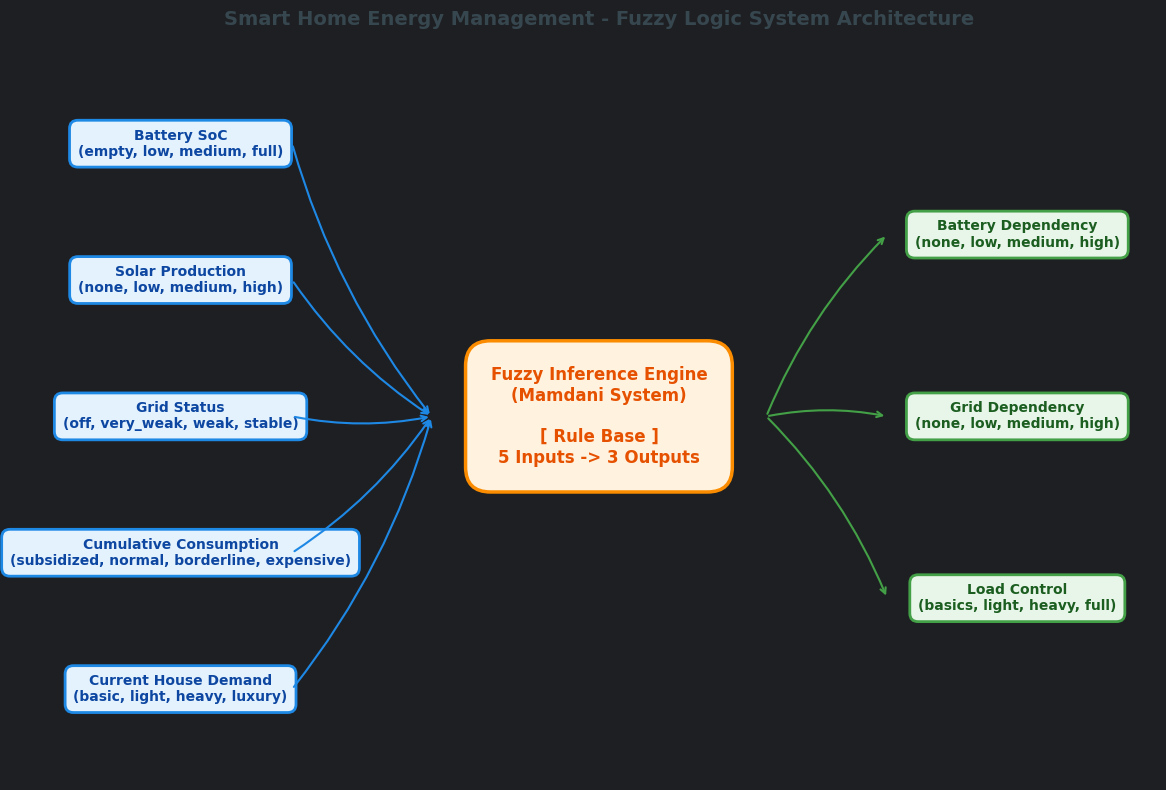 Smart Home Energy Management - Fuzzy Logic System Architecture
Battery SoC
(empty, low, medium, full)
Solar Production
(none, low, medium, high)
Grid Status
(off, very_weak, weak, stable)
Cumulative Consumption
(subsidized, normal, borderline, expensive)
Current House Demand
(basic, light, heavy, luxury)
Fuzzy Inference Engine
(Mamdani System)
[ Rule Base ]
5 Inputs -> 3 Outputs
Battery Dependency
(none, low, medium, high)
Grid Dependency
(none, low, medium, high)
Load Control
(basics, light, heavy, full)